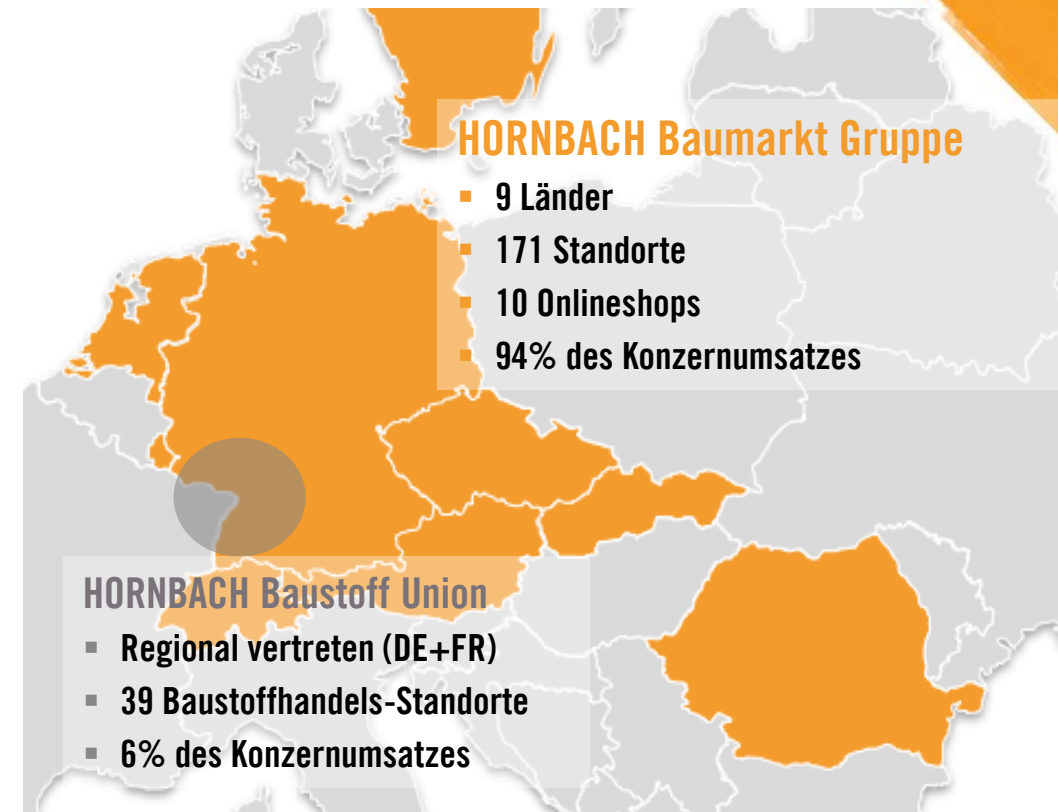 HORNBACH Baumarkt Gruppe
▪ 9 Länder
▪ 171 Standorte
▪ 10 Onlineshops
▪ 94% des Konzernumsatzes
HORNBACH Baustoff Union
▪ Regional vertreten (DE+FR)
▪ 39 Baustoffhandels-Standorte
▪ 6% des Konzernumsatzes